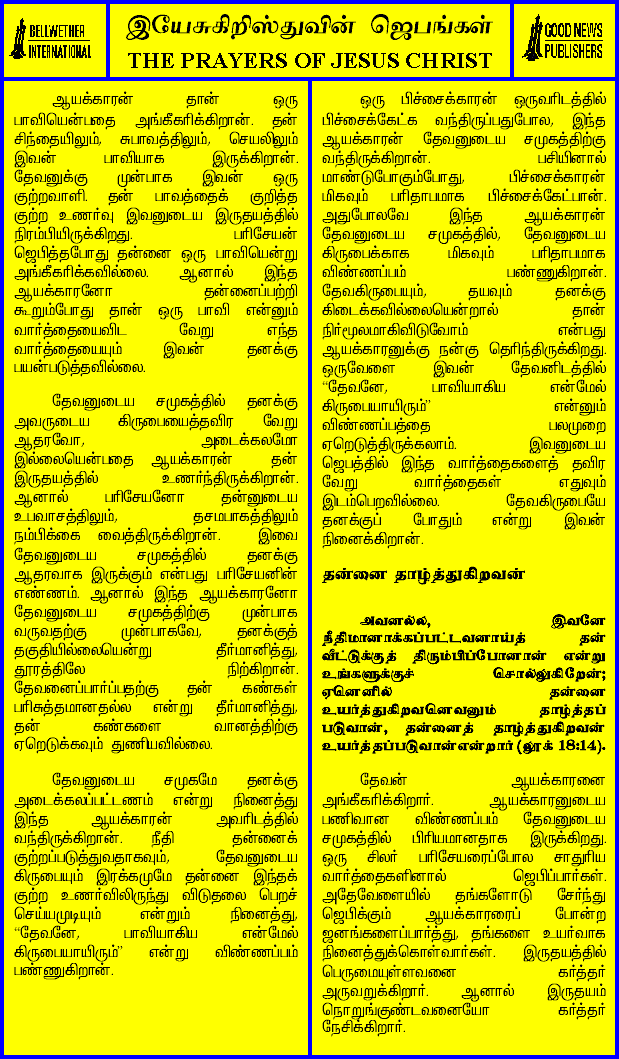 BELLWETHER
INTERNATIONAL
இயேசுகிறிஸ்துவின் ஜெபங்கள்
THE PRAYERS OF JESUS CHRIST
GOOD NEWS
PUBLISHERS
ஆயக்காரன் தான் ஒரு
பாவியென்பதை அங்கீகரிக்கிறான். தன்
சிந்தையிலும், சுபாவத்திலும், செயலிலும்
இவன் பாவியாக இருக்கிறான்.
தேவனுக்கு முன்பாக இவன் ஒரு
குற்றவாளி. தன் பாவத்தைக் குறித்த
குற்ற உணர்வு இவனுடைய இருதயத்தில்
நிரம்பியிருக்கிறது. பரிசேயன்
ஜெபித்தபோது தன்னை ஒரு பாவியென்று
அங்கீகரிக்கவில்லை. ஆனால் இந்த
ஆயக்காரனோ தன்னைப்பற்றி
கூறும்போது தான் ஒரு பாவி என்னும்
வார்த்தையைவிட வேறு எந்த
வார்த்தையையும் இவன் தனக்கு
பயன்படுத்தவில்லை.
தேவனுடைய சமுகத்தில் தனக்கு
அவருடைய கிருபையைத்தவிர வேறு
ஆதரவோ, அடைக்கலமோ
இல்லையென்பதை ஆயக்காரன் தன்
இருதயத்தில் உணர்ந்திருக்கிறான்.
ஆனால் பரிசேயனோ தன்னுடைய
உபவாசத்திலும், தசமபாகத்திலும்
நம்பிக்கை வைத்திருக்கிறான். இவை
தேவனுடைய சமுகத்தில் தனக்கு
ஆதரவாக இருக்கும் என்பது பரிசேயனின்
எண்ணம். ஆனால் இந்த ஆயக்காரனோ
தேவனுடைய சமுகத்திற்கு முன்பாக
வருவதற்கு முன்பாகவே, தனக்குத்
தகுதியில்லையென்று தீர்மானித்து,
தூரத்திலே நிற்கிறான்.
தேவனைப்பார்ப்பதற்கு தன் கண்கள்
பரிசுத்தமானதல்ல என்று தீர்மானித்து,
தன் கண்களை வானத்திற்கு
ஏறெடுக்கவும் துணியவில்லை.
தேவனுடைய சமுகமே தனக்கு
அடைக்கலப்பட்டணம் என்று நினைத்து
இந்த ஆயக்காரன் அவரிடத்தில்
வந்திருக்கிறான். நீதி தன்னைக்
குற்றப்படுத்துவதாகவும், தேவனுடைய
கிருபையும் இரக்கமுமே தன்னை இந்தக்
குற்ற உணர்விலிருந்து விடுதலை பெறச்
செய்யமுடியும் என்றும் நினைத்து,
“தேவனே, பாவியாகிய என்மேல்
கிருபையாயிரும்” என்று விண்ணப்பம்
பண்ணுகிறான்.
ஒரு பிச்சைக்காரன் ஒருவரிடத்தில்
பிச்சைக்கேட்க வந்திருப்பதுபோல, இந்த
ஆயக்காரன் தேவனுடைய சமுகத்திற்கு
வந்திருக்கிறான். பசியினால்
மாண்டுபோகும்போது, பிச்சைக்காரன்
மிகவும் பரிதாபமாக பிச்சைக்கேட்பான்.
அதுபோலவே இந்த ஆயக்காரன்
தேவனுடைய சமுகத்தில், தேவனுடைய
கிருபைக்காக மிகவும் பரிதாபமாக
விண்ணப்பம் பண்ணுகிறான்.
தேவகிருபையும், தயவும் தனக்கு
கிடைக்கவில்லையென்றால் தான்
நிர்மூலமாகிவிடுவோம் என்பது
ஆயக்காரனுக்கு நன்கு தெரிந்திருக்கிறது.
ஒருவேளை இவன் தேவனிடத்தில்
“தேவனே, பாவியாகிய என்மேல்
கிருபையாயிரும்” என்னும்
விண்ணப்பத்தை பலமுறை
ஏறெடுத்திருக்கலாம். இவனுடைய
ஜெபத்தில் இந்த வார்த்தைகளைத் தவிர
வேறு வார்த்தைகள் எதுவும்
இடம்பெறவில்லை. தேவகிருபையே
தனக்குப் போதும் என்று இவன்
நினைக்கிறான்.
தன்னை தாழ்த்துகிறவன்
அவனல்ல, இவனே
நீதிமானாக்கப்பட்டவனாய்த் தன்
வீட்டுக்குத் திரும்பிப்போனான் என்று
உங்களுக்குச் சொல்லுகிறேன்;
ஏனெனில் தன்னை
உயர்த்துகிறவனெவனும் தாழ்த்தப்
படுவான், தன்னைத் தாழ்த்துகிறவன்
உயர்த்தப்படுவான்என்றார் (லூக் 18:14).
தேவன் ஆயக்காரனை
அங்கீகரிக்கிறார். ஆயக்காரனுடைய
பணிவான விண்ணப்பம் தேவனுடைய
சமுகத்தில் பிரியமானதாக இருக்கிறது.
ஒரு சிலர் பரிசேயரைப்போல சாதுரிய
வார்த்தைகளினால் ஜெபிப்பார்கள்.
அதேவேளையில் தங்களோடு சேர்ந்து
ஜெபிக்கும் ஆயக்காரரைப் போன்ற
ஜனங்களைப்பார்த்து, தங்களை உயர்வாக
நினைத்துக்கொள்வார்கள். இருதயத்தில்
பெருமையுள்ளவனை கர்த்தர்
அருவறுக்கிறார். ஆனால் இருதயம்
நொறுங்குண்டவனையோ கர்த்தர்
நேசிக்கிறார்.